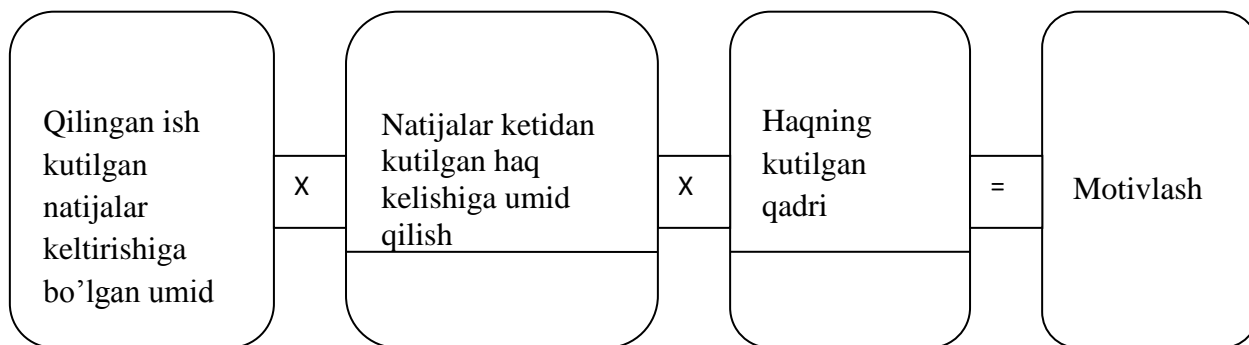 Qilingan ish
kutilgan
natijalar
keltirishiga
bo’lgan umid
X
Natijalar ketidan
kutilgan haq
kelishiga umid
qilish
X
Haqning
kutilgan
qadri
=
Motivlash